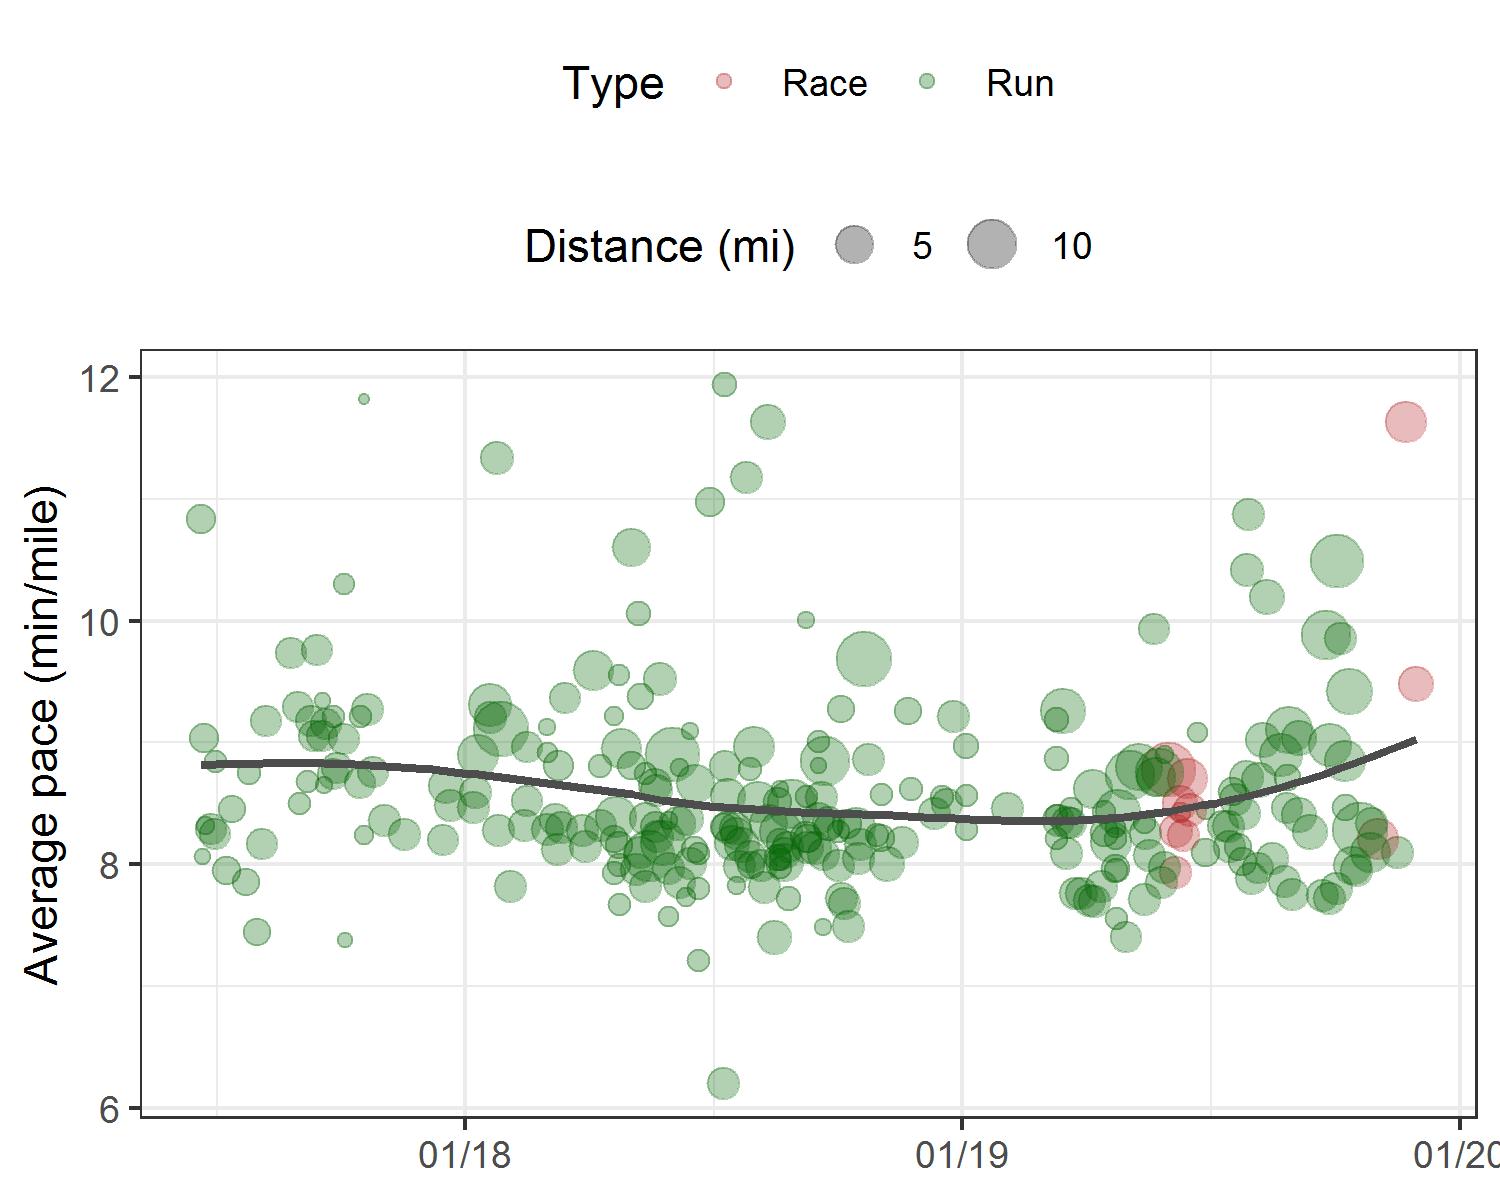 Type Race Run
Distance (mi) 5 10
Average pace (min/mile)
12
10
8
6
01/18 01/19 01/20